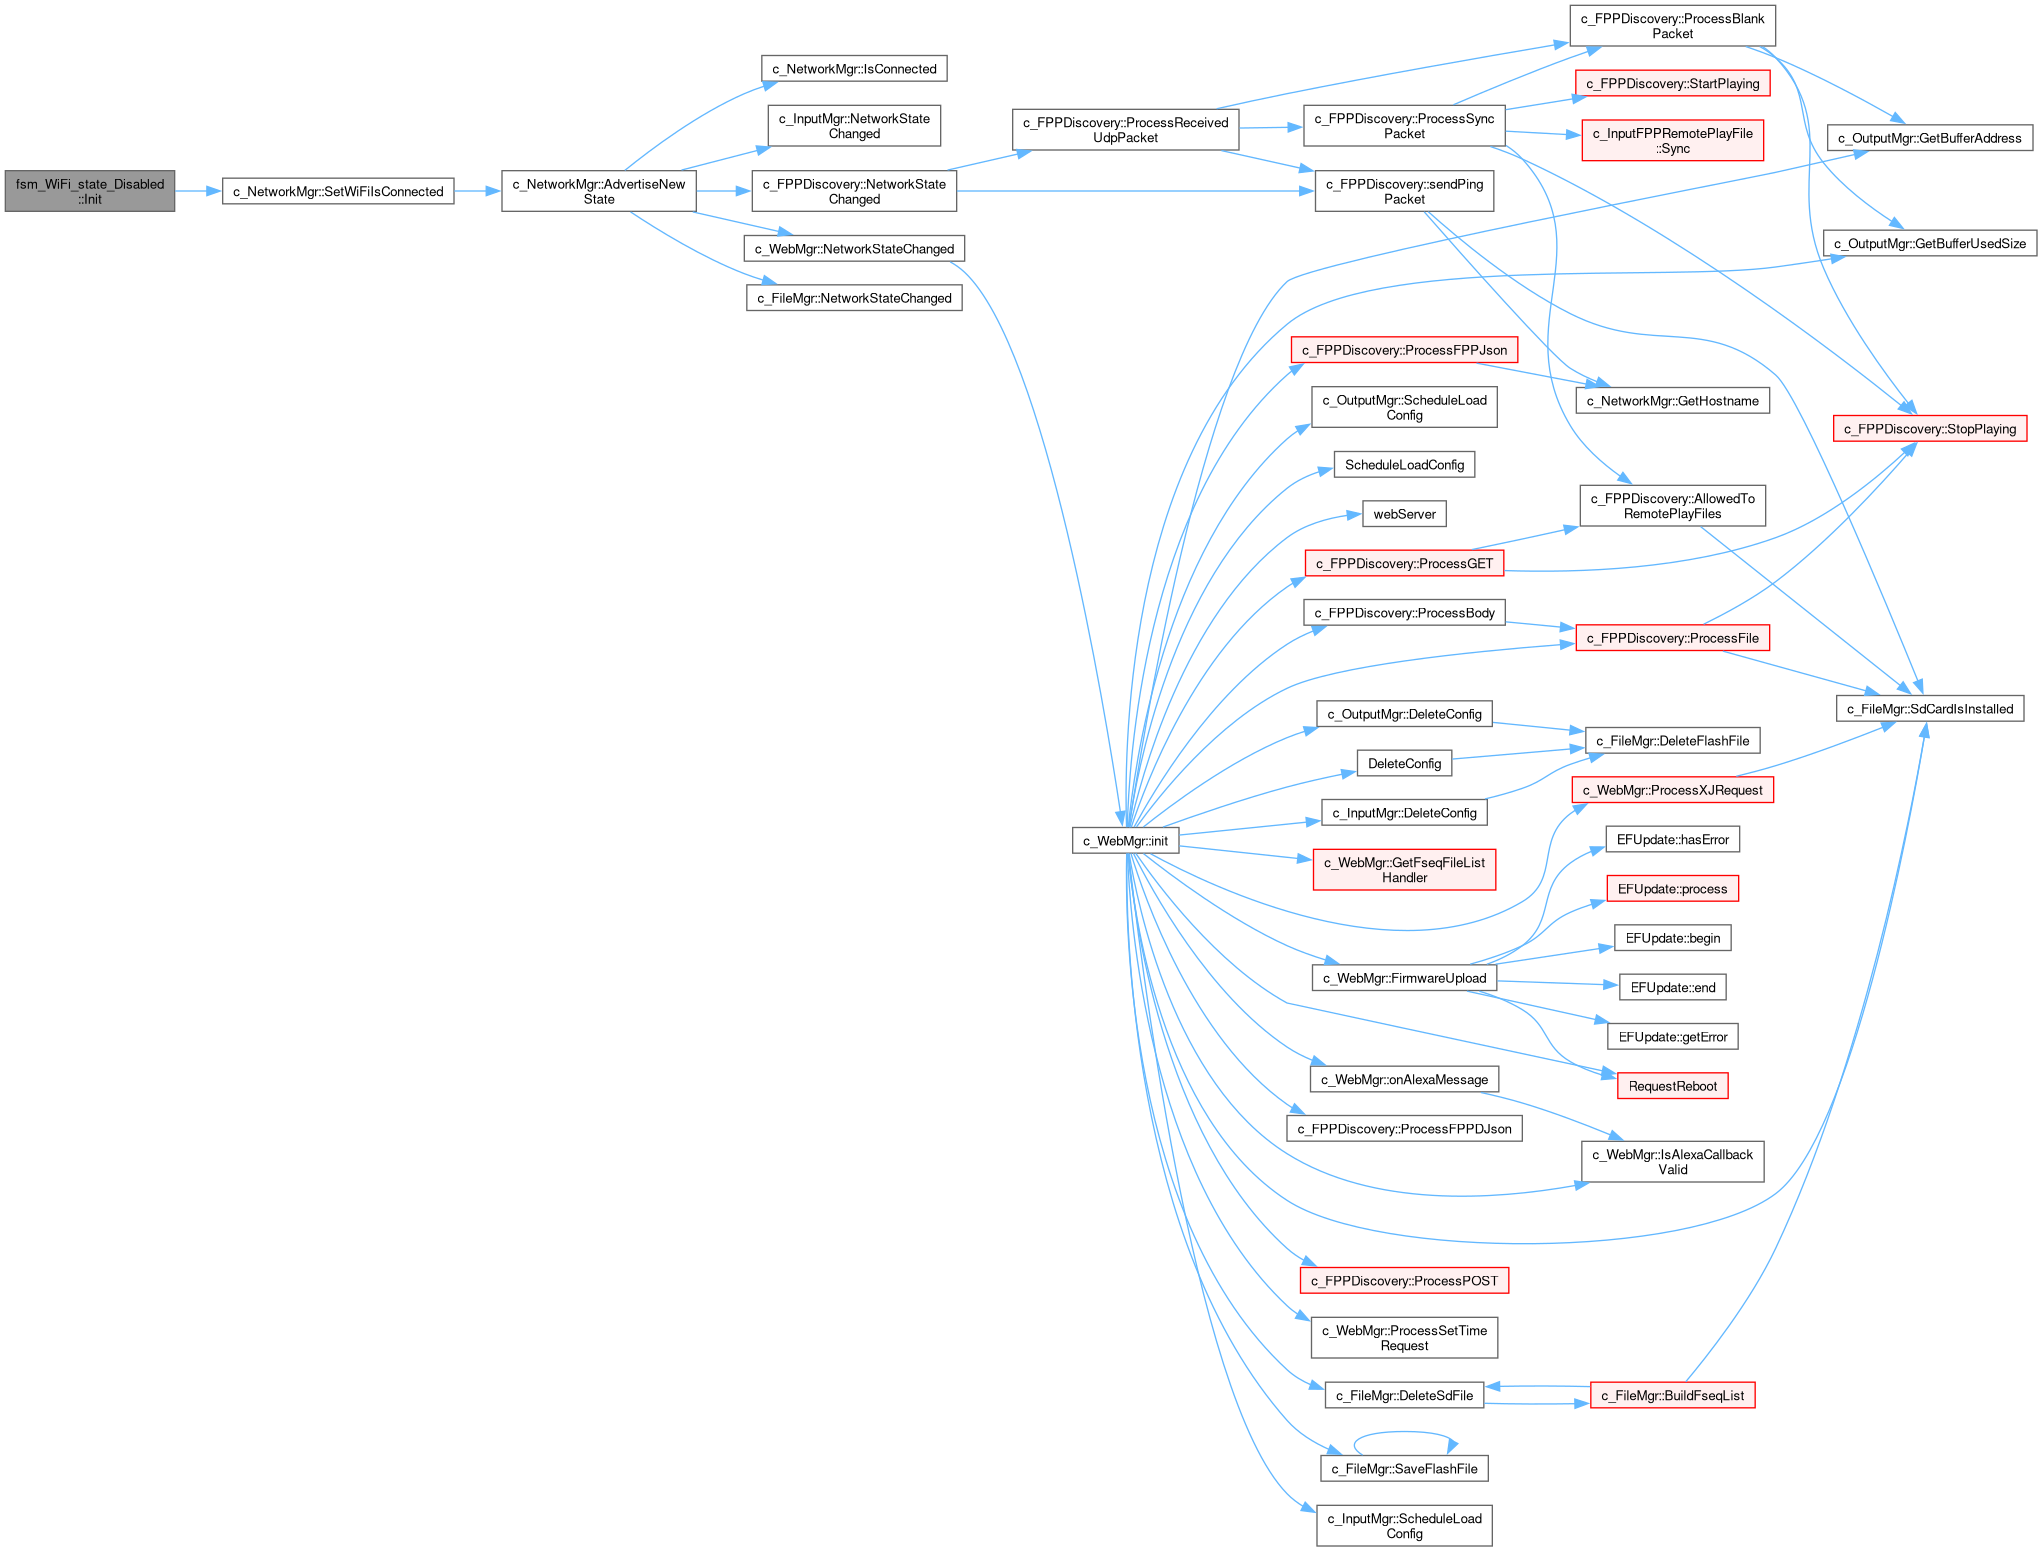 fsm_WiFi_state_Disabled
::Init
c_NetworkMgr::SetWiFiIsConnected
c_NetworkMgr::AdvertiseNew
State
c_NetworkMgr::IsConnected
c_InputMgr::NetworkState
Changed
c_FPPDiscovery::NetworkState
Changed
c_WebMgr::NetworkStateChanged
c_FileMgr::NetworkStateChanged
c_FPPDiscovery::ProcessReceived
UdpPacket
c_WebMgr::init
c_FPPDiscovery::ProcessSync
Packet
c_FPPDiscovery::sendPing
Packet
c_FPPDiscovery::ProcessFPPJson
c_OutputMgr::ScheduleLoad
Config
ScheduleLoadConfig
webServer
c_FPPDiscovery::ProcessGET
c_FPPDiscovery::ProcessBody
c_OutputMgr::DeleteConfig
DeleteConfig
c_InputMgr::DeleteConfig
c_WebMgr::GetFseqFileList
Handler
c_WebMgr::FirmwareUpload
c_WebMgr::onAlexaMessage
c_FPPDiscovery::ProcessFPPDJson
c_FPPDiscovery::ProcessPOST
c_WebMgr::ProcessSetTime
Request
c_FileMgr::DeleteSdFile
c_FileMgr::SaveFlashFile
c_InputMgr::ScheduleLoad
Config
c_FPPDiscovery::ProcessBlank
Packet
c_FPPDiscovery::StartPlaying
c_InputFPPRemotePlayFile
::Sync
c_NetworkMgr::GetHostname
c_FPPDiscovery::AllowedTo
RemotePlayFiles
c_FPPDiscovery::ProcessFile
c_FileMgr::DeleteFlashFile
c_WebMgr::ProcessXJRequest
EFUpdate::hasError
EFUpdate::process
EFUpdate::begin
EFUpdate::end
EFUpdate::getError
RequestReboot
c_WebMgr::IsAlexaCallback
Valid
c_FileMgr::BuildFseqList
c_OutputMgr::GetBufferAddress
c_OutputMgr::GetBufferUsedSize
c_FPPDiscovery::StopPlaying
c_FileMgr::SdCardIsInstalled